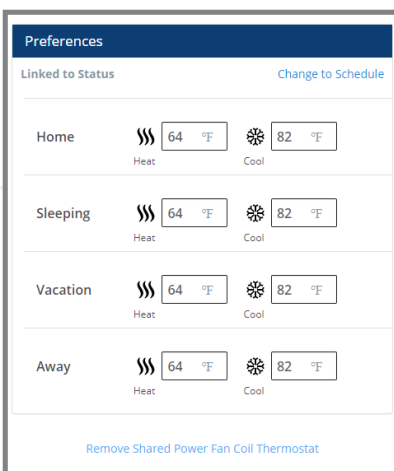 Preferences
Linked to Status Change to Schedule
Home 64 °F 82 °F
Heat Cool
Sleeping 64 °F 82 °F
Heat Cool
Vacation 64 °F 82 °F
Heat Cool
Away 64 °F 82 °F
Heat Cool
Remove Shared Power Fan Coil Thermostat